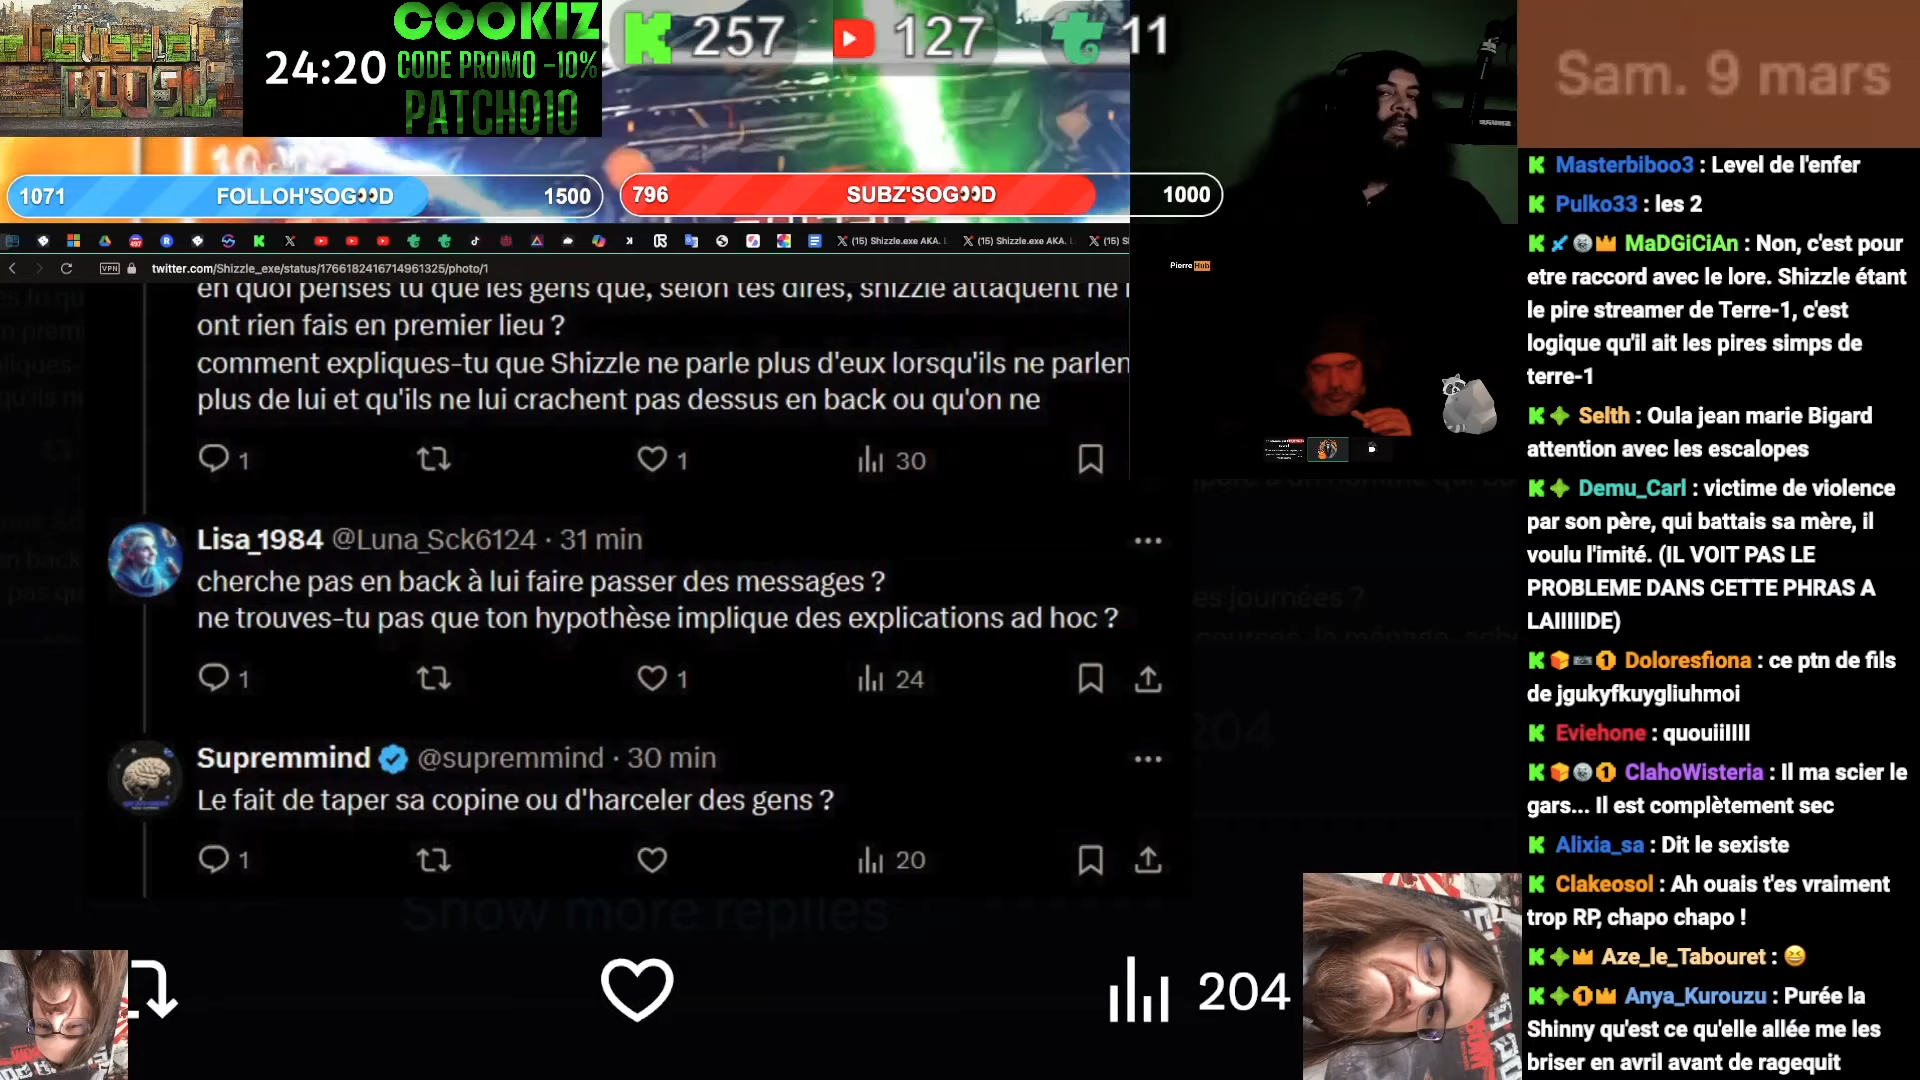 24:20
COOKIZ
CODE PROMO -10%
PATCHO10
257
127
11
Sam. 9 mars
1071 FOLLOH'SOG👀D 1500
796 SUBZ'SOG👀D 1000
(15) Shizzle.exe AKA.
(15) Shizzle.exe AKA.
(15) S
VPN twitter.com/Shizzle_exe/status/1766182416714961325/photo/1
Pierre Hub
en quoi penses tu que les gens que, selon tes dires, shizzle attaquent ne
ont rien fais en premier lieu ?
comment expliques-tu que Shizzle ne parle plus d'eux lorsqu'ils ne parlen
plus de lui et qu'ils ne lui crachent pas dessus en back ou qu'on ne
1 1 30
Lisa_1984 @Luna_Sck6124 · 31 min
cherche pas en back à lui faire passer des messages ?
ne trouves-tu pas que ton hypothèse implique des explications ad hoc ?
1 1 24
Supremmind @supremmind · 30 min
Le fait de taper sa copine ou d'harceler des gens ?
1 20
Show more replies
204
es journées ?
204
Masterbiboo3 : Level de l'enfer
Pulko33 : les 2
MaDGiCiAn : Non, c'est pour
etre raccord avec le lore. Shizzle étant
le pire streamer de Terre-1, c'est
logique qu'il ait les pires simps de
terre-1
Selth : Oula jean marie Bigard
attention avec les escalopes
Demu_Carl : victime de violence
par son père, qui battais sa mère, il
voulu l'imité. (IL VOIT PAS LE
PROBLEME DANS CETTE PHRAS A
LAIIIIIDE)
Doloresfiona : ce ptn de fils
de jgukyfkuygliuhmoi
Eviehone : quouiillll
ClahoWisteria : Il ma scier le
gars... Il est complètement sec
Alixia_sa : Dit le sexiste
Clakeosol : Ah ouais t'es vraiment
trop RP, chapo chapo !
Aze_le_Tabouret : 😆
Anya_Kurouzu : Purée la
Shinny qu'est ce qu'elle allée me les
briser en avril avant de ragequit